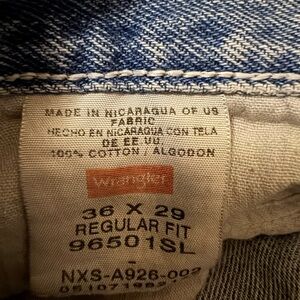 MADE IN NICARAGUA OF US
FABRIC
HECHO EN NICARAGUA CON TELA
DE EE.UU.
100% COTTON / ALGODON
Wrangler
36 X 29
REGULAR FIT
96501SL
-
NXS-A926-002